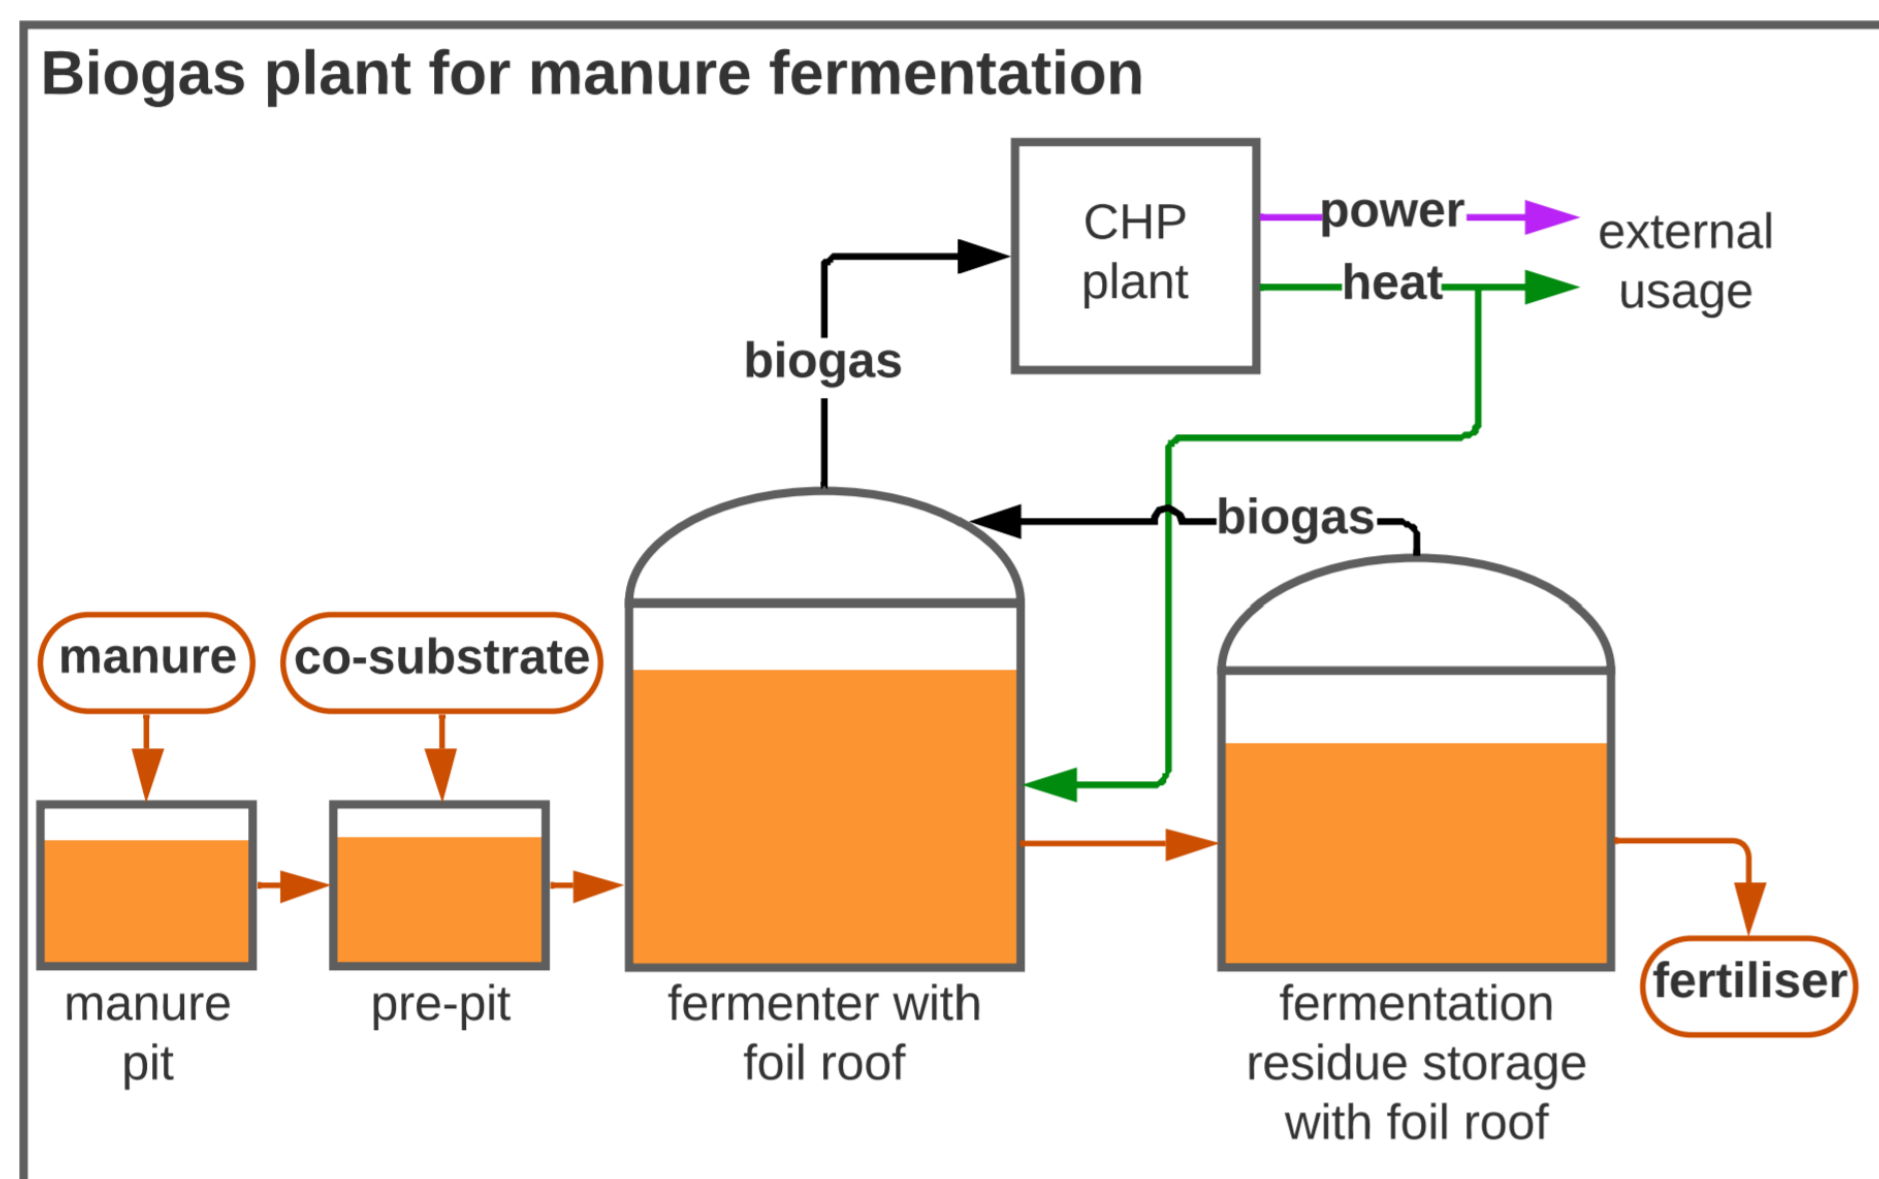 Biogas plant for manure fermentation
CHP
plant
power
heat
external
usage
biogas
biogas
manure
co-substrate
manure
pit
pre-pit
fermenter with
foil roof
fermentation
residue storage
with foil roof
fertiliser